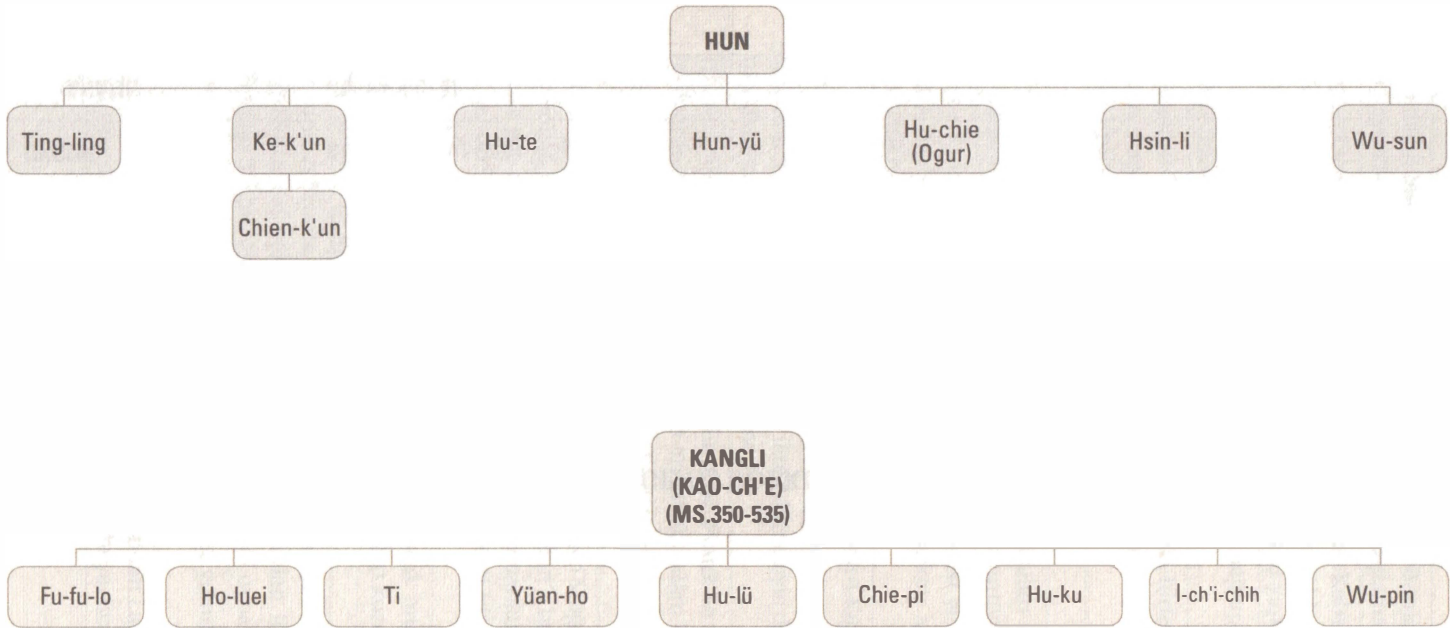 HUN
Ting-ling
Ke-k'un
Hu-te
Hun-yü
Hu-chie
(Ogur)
Hsin-li
Wu-sun
Chien-k'un
KANGLI
(KAO-CH'E)
(MS.350-535)
Fu-fu-lo
Ho-luei
Ti
Yüan-ho
Hu-lü
Chie-pi
Hu-ku
I-ch'i-chih
Wu-pin